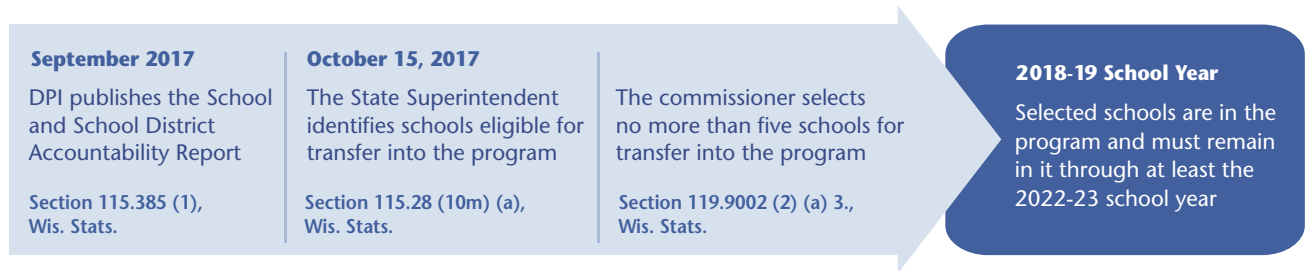 September 2017
DPI publishes the School
and School District
Accountability Report
Section 115.385 (1),
Wis. Stats.
October 15, 2017
The State Superintendent
identifies schools eligible for
transfer into the program
Section 115.28 (10m) (a),
Wis. Stats.
The commissioner selects
no more than five schools for
transfer into the program
Section 119.9002 (2) (a) 3.,
Wis. Stats.
2018-19 School Year
Selected schools are in the
program and must remain
in it through at least the
2022-23 school year